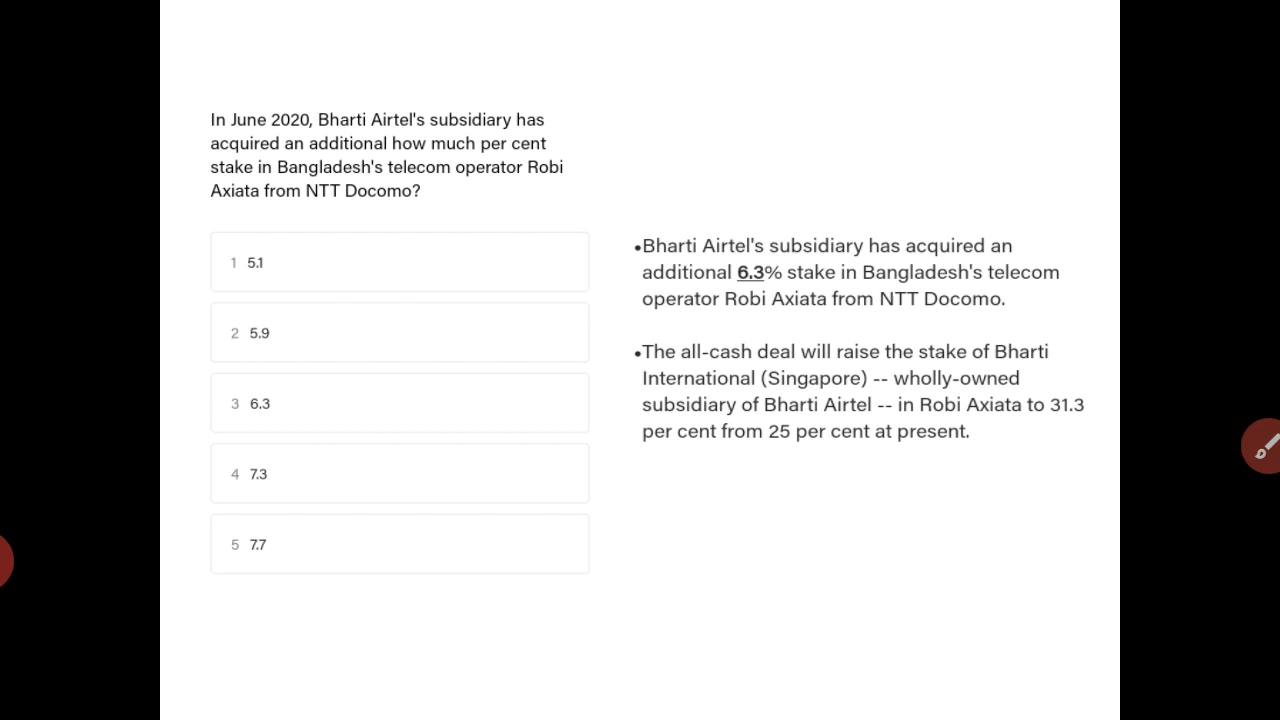 In June 2020, Bharti Airtel's subsidiary has
acquired an additional how much per cent
stake in Bangladesh's telecom operator Robi
Axiata from NTT Docomo?
1 5.1
2 5.9
3 6.3
4 7.3
5 7.7
•Bharti Airtel's subsidiary has acquired an
additional 6.3% stake in Bangladesh's telecom
operator Robi Axiata from NTT Docomo.
•The all-cash deal will raise the stake of Bharti
International (Singapore) -- wholly-owned
subsidiary of Bharti Airtel -- in Robi Axiata to 31.3
per cent from 25 per cent at present.